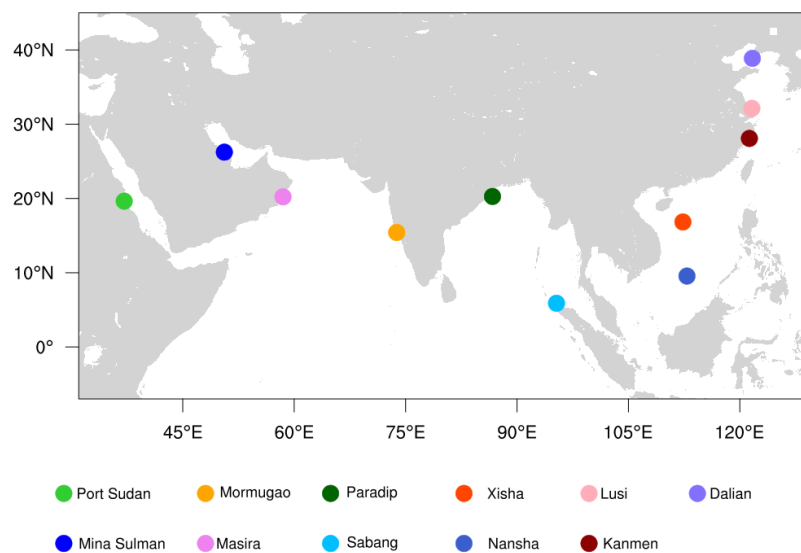 40°N
30°N
20°N
10°N
0°
45°E 60°E 75°E 90°E 105°E 120°E
Port Sudan Mormugao Paradip Xisha Lusi Dalian
Mina Sulman Masira Sabang Nansha Kanmen